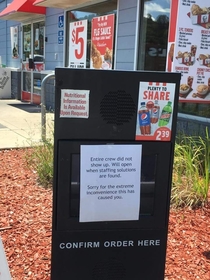 $5
FLI SAUCE
Nutritional
Information
is Available
Upon Request
PLENTY TO
SHARE
2.39
Entire crew did not
show up. Will open
when staffing solutions
are found.
Sorry for the extreme
inconvenience this has
caused you.
CONFIRM ORDER HERE